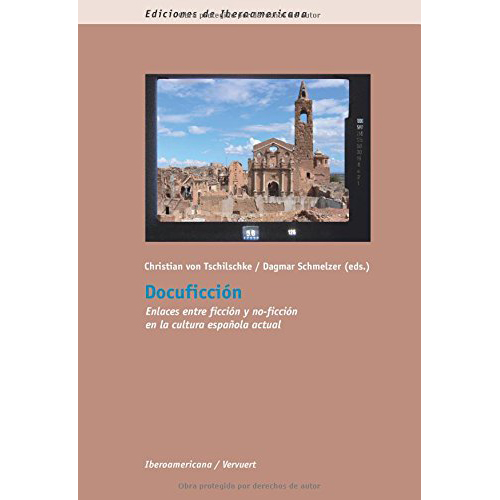 Ediciones de Iberoamericana
Obra protegida por derechos de autor
Christian von Tschilschke / Dagmar Schmelzer (eds.)
Docuficción
Enlaces entre ficción y no-ficción
en la cultura española actual
Iberoamericana / Vervuert
Obra protegido por derechos de autor